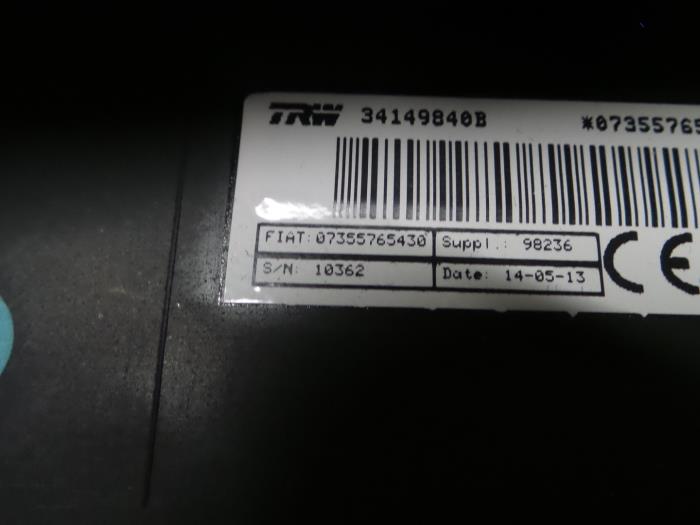 TRW 34149840B *07355765
FIAT: 07355765430 Suppl.: 98236
S/N: 10362 Date: 14-05-13
CE